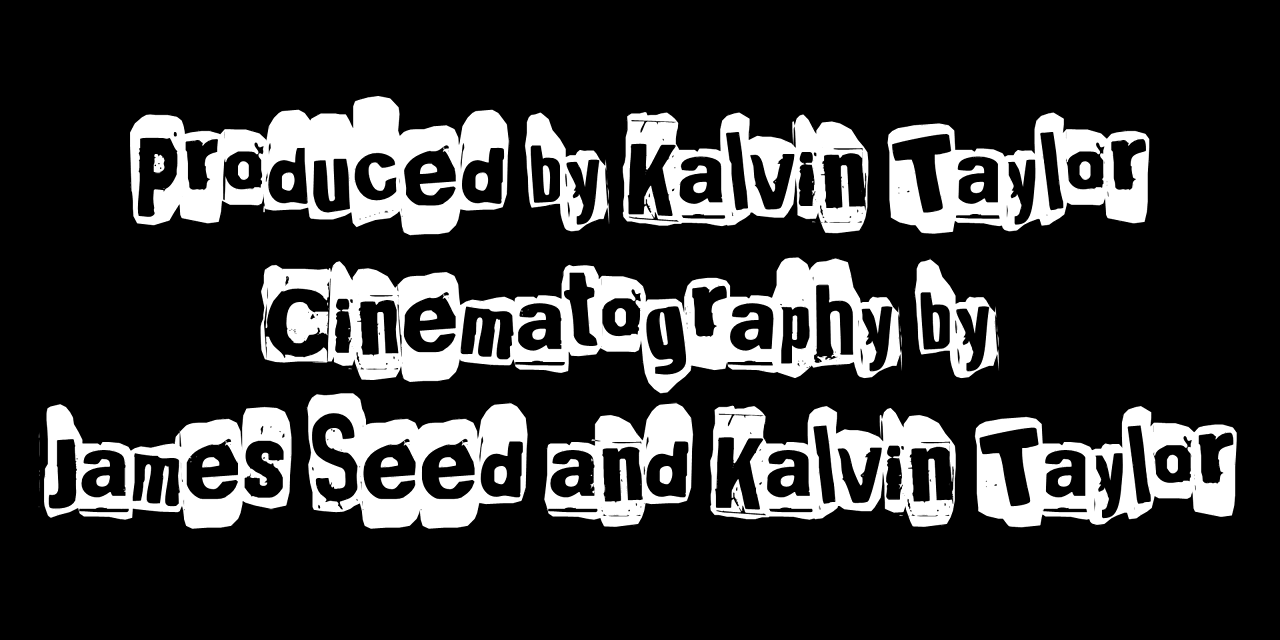 Produced by Kalvin Taylor
Cinematography by
James Seed and Kalvin Taylor